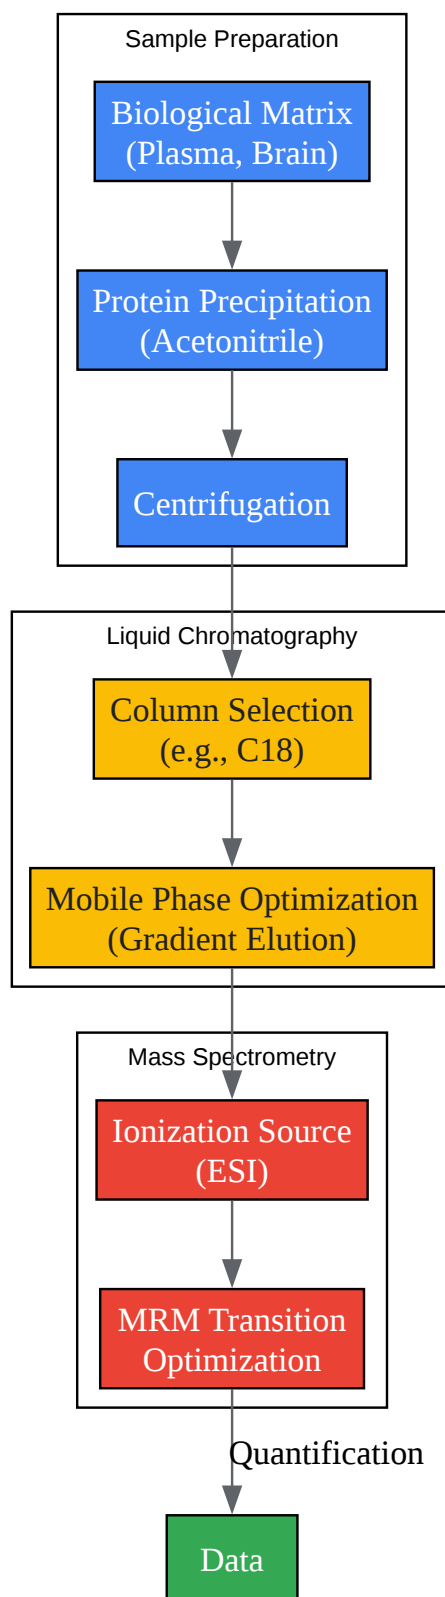 Sample Preparation
Biological Matrix
(Plasma, Brain)
Protein Precipitation
(Acetonitrile)
Centrifugation
Liquid Chromatography
Column Selection
(e.g., C18)
Mobile Phase Optimization
(Gradient Elution)
Mass Spectrometry
Ionization Source
(ESI)
MRM Transition
Optimization
Quantification
Data